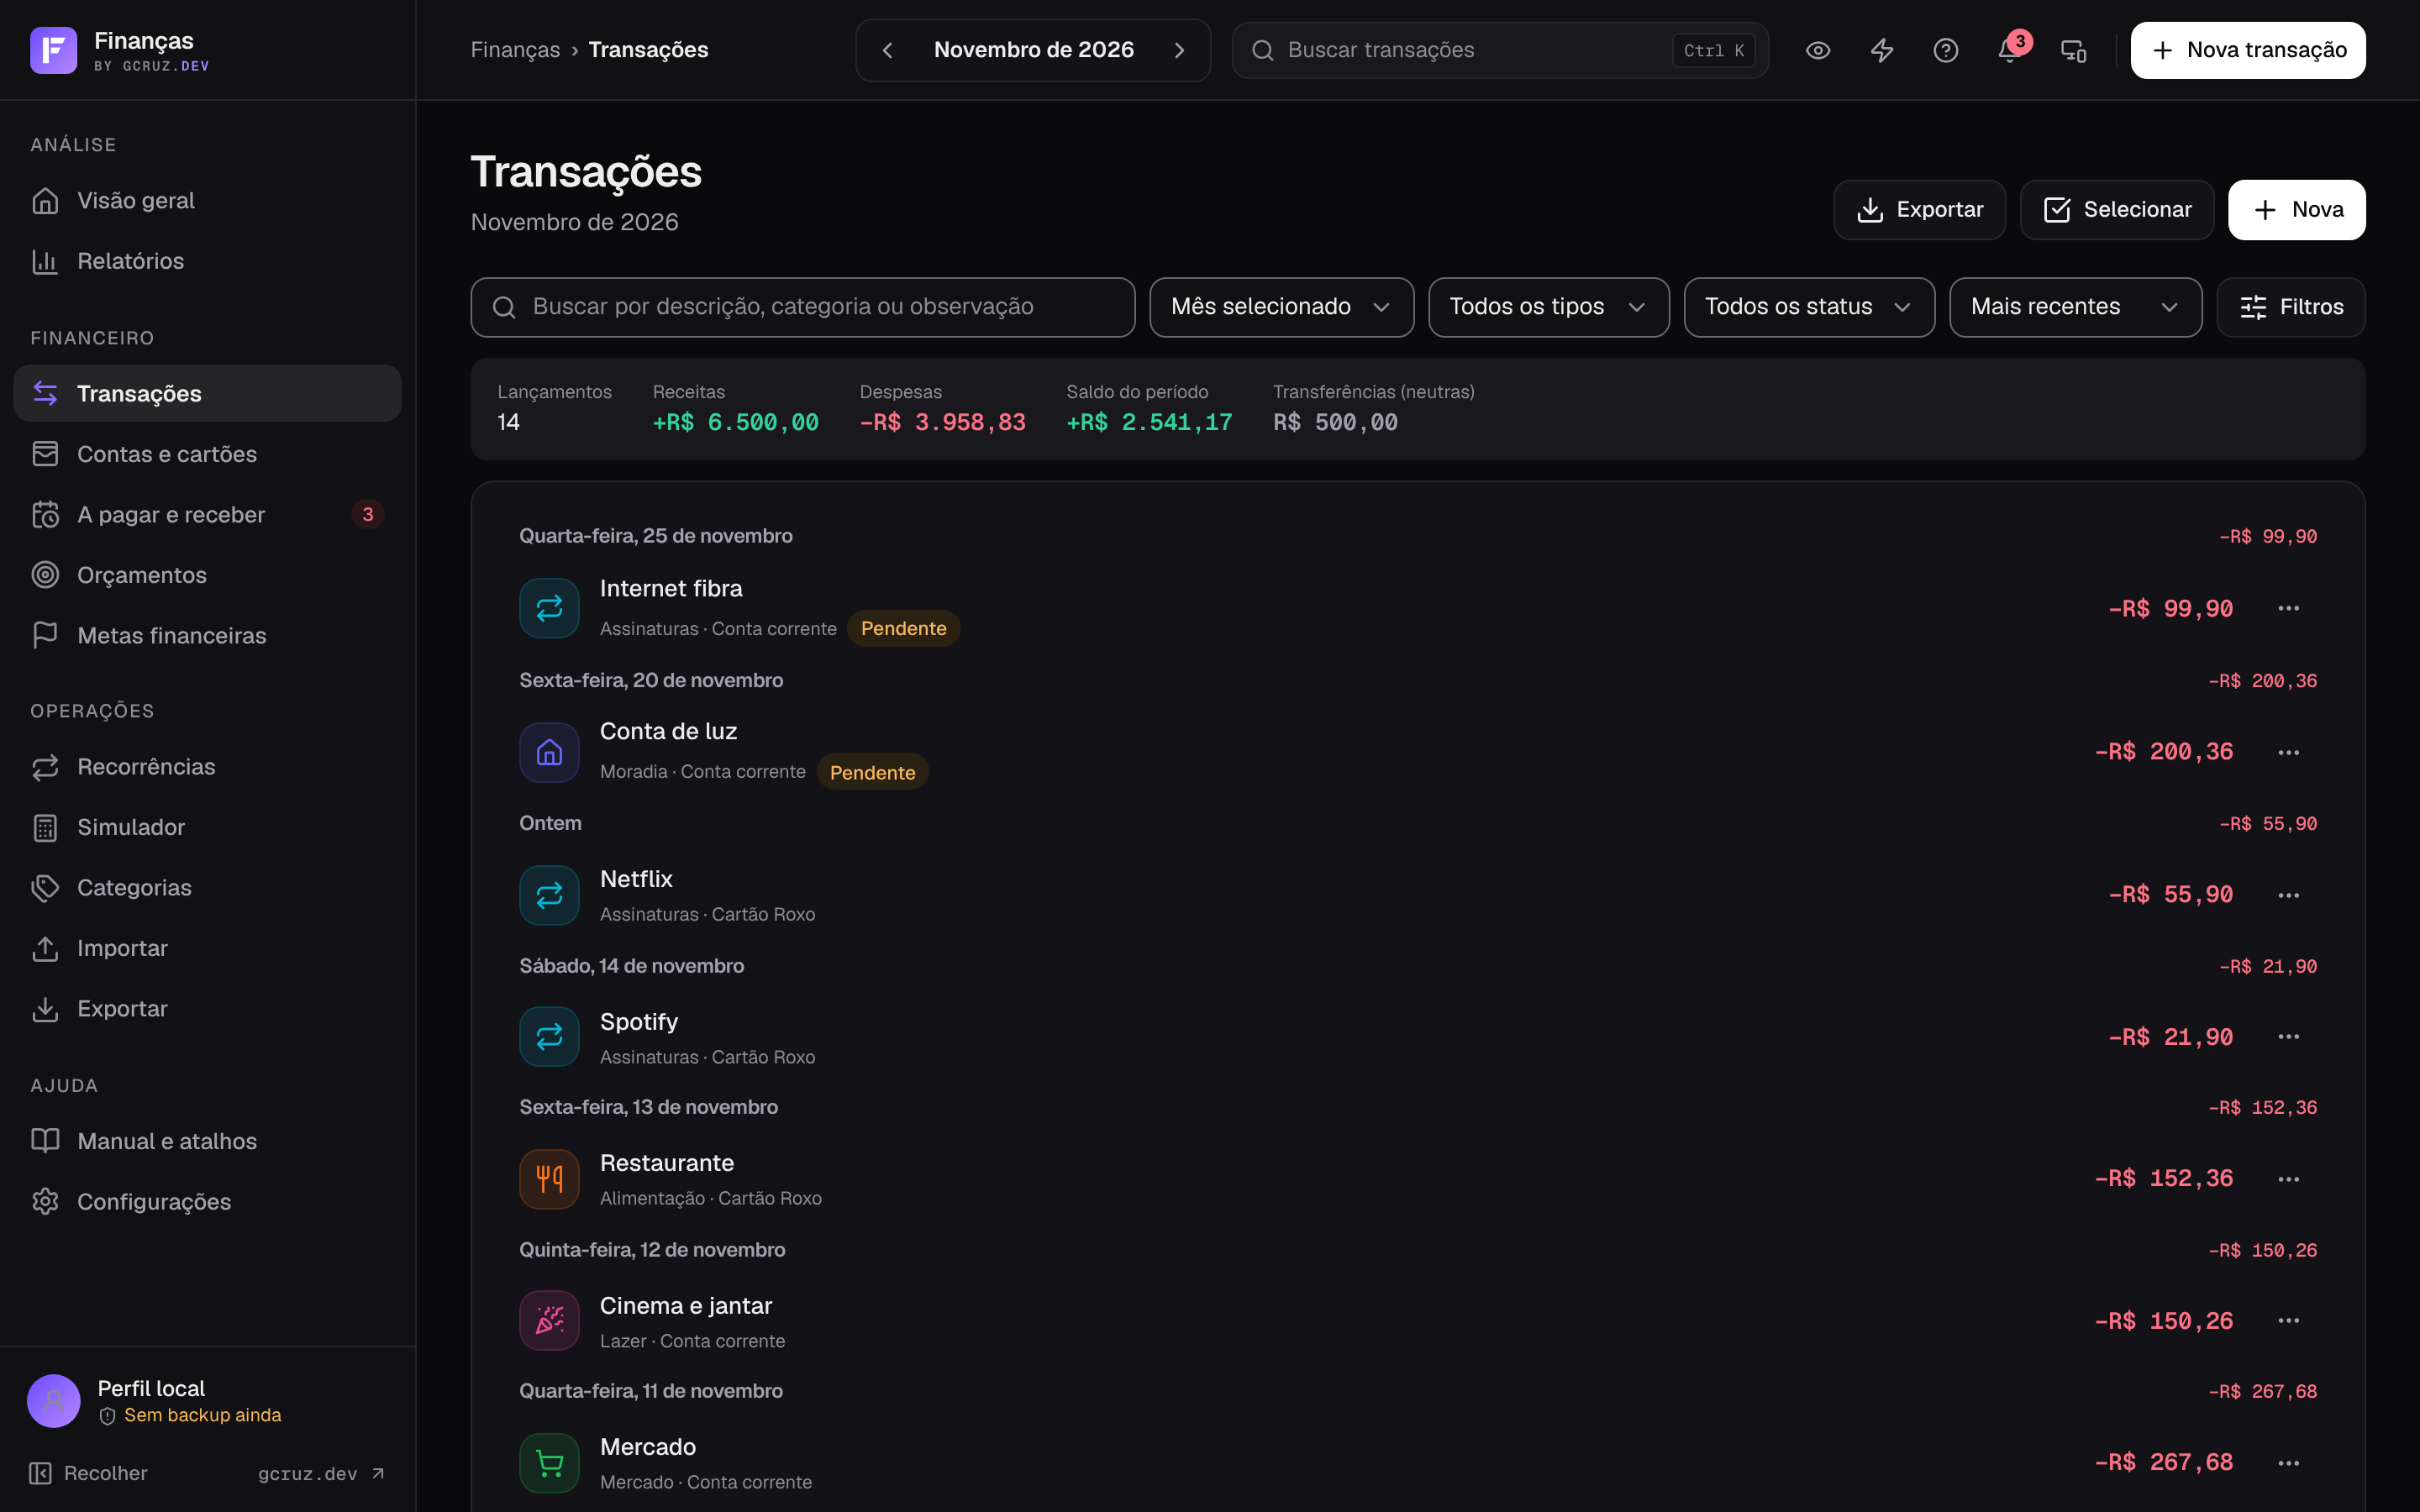 Finanças
BY GCRUZ.DEV
ANÁLISE
Visão geral
Relatórios
FINANCEIRO
Transações
Contas e cartões
A pagar e receber 3
Orçamentos
Metas financeiras
OPERAÇÕES
Recorrências
Simulador
Categorias
Importar
Exportar
AJUDA
Manual e atalhos
Configurações
Perfil local
Sem backup ainda
Recolher gcruz.dev
Finanças › Transações
Novembro de 2026
Buscar transações Ctrl K
3
Nova transação
Transações
Novembro de 2026
Exportar
Selecionar
Nova
Buscar por descrição, categoria ou observação
Mês selecionado
Todos os tipos
Todos os status
Mais recentes
Filtros
Lançamentos
14
Receitas
+R$ 6.500,00
Despesas
−R$ 3.958,83
Saldo do período
+R$ 2.541,17
Transferências (neutras)
R$ 500,00
Quarta-feira, 25 de novembro −R$ 99,90
Internet fibra
Assinaturas · Conta corrente Pendente
−R$ 99,90
Sexta-feira, 20 de novembro −R$ 200,36
Conta de luz
Moradia · Conta corrente Pendente
−R$ 200,36
Ontem −R$ 55,90
Netflix
Assinaturas · Cartão Roxo
−R$ 55,90
Sábado, 14 de novembro −R$ 21,90
Spotify
Assinaturas · Cartão Roxo
−R$ 21,90
Sexta-feira, 13 de novembro −R$ 152,36
Restaurante
Alimentação · Cartão Roxo
−R$ 152,36
Quinta-feira, 12 de novembro −R$ 150,26
Cinema e jantar
Lazer · Conta corrente
−R$ 150,26
Quarta-feira, 11 de novembro −R$ 267,68
Mercado
Mercado · Conta corrente
−R$ 267,68